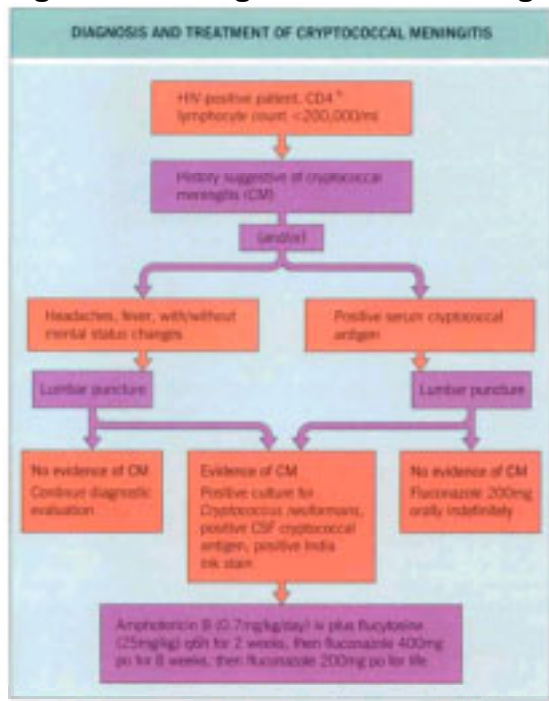 DIAGNOSIS AND TREATMENT OF CRYPTOCOCCAL MENINGITIS
HIV-positive patient, CD4+
lymphocyte count <200,000/ml
History suggestive of cryptococcal
meningitis (CM)
(and/or)
Headaches, fever, with/without
mental status changes
Positive serum cryptococcal
antigen
Lumbar puncture
Lumbar puncture
No evidence of CM
Continue diagnostic
evaluation
Evidence of CM
Positive culture for
Cryptococcus neoformans,
positive CSF cryptococcal
antigen, positive India
Ink stain
No evidence of CM
Fluconazole 200mg
orally indefinitely
Amphotericin B (0.7mg/kg/day) iv plus flucytosine
(25mg/kg) q6h for 2 weeks, then fluconazole 400mg
po for 8 weeks, then fluconazole 200mg po for life